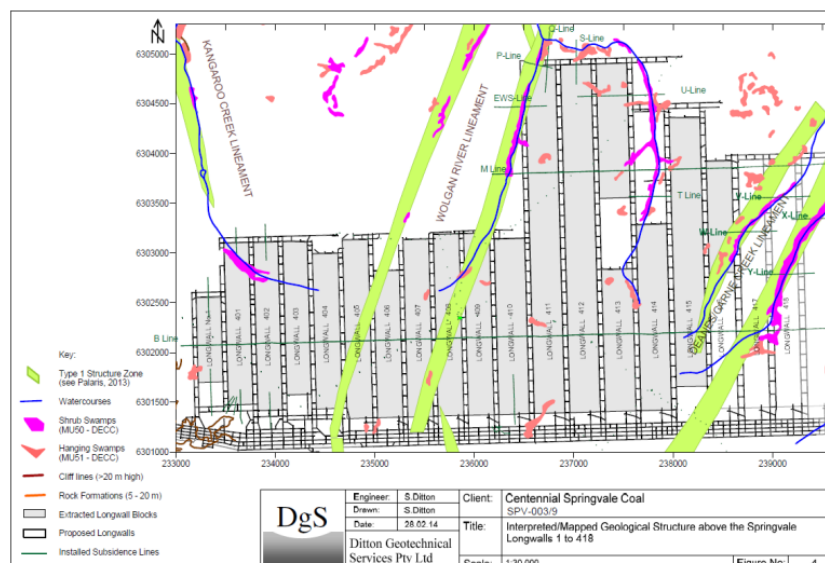 N
6305000
6304500
6304000
6303500
6303000
6302500
6302000
6301500
6301000
233000
234000
235000
236000
237000
238000
239000
KANGAROO CREEK LINEAMENT
WOLGAN RIVER LINEAMENT
Q-Line
S-Line
P-Line
EWS-Line
U-Line
M Line
T Line
V-Line
X-Line
W-Line
Y-Line
B Line
LONGWALL 401
LONGWALL 402
LONGWALL 403
LONGWALL 404
LONGWALL 405
LONGWALL 406
LONGWALL 407
LONGWALL 408
LONGWALL 409
LONGWALL 410
LONGWALL 411
LONGWALL 412
LONGWALL 413
LONGWALL 414
LONGWALL 415
LONGWALL 417
LONGWALL 418
Key:
Type 1 Structure Zone
(see Palaris, 2013)
Watercourses
Shrub Swamps
(MU50 - DECC)
Hanging Swamps
(MU51 - DECC)
Cliff lines (>20 m high)
Rock Formations (5 - 20 m)
Extracted Longwall Blocks
Proposed Longwalls
Installed Subsidence Lines
DgS
Engineer: S.Ditton
Drawn: S.Ditton
Date: 28.02.14
Ditton Geotechnical
Services Pty Ltd
Client: Centennial Springvale Coal
SPV-003/9
Title: Interpreted/Mapped Geological Structure above the Springvale
Longwalls 1 to 418
Scale: 1:30,000
Figure No: 4